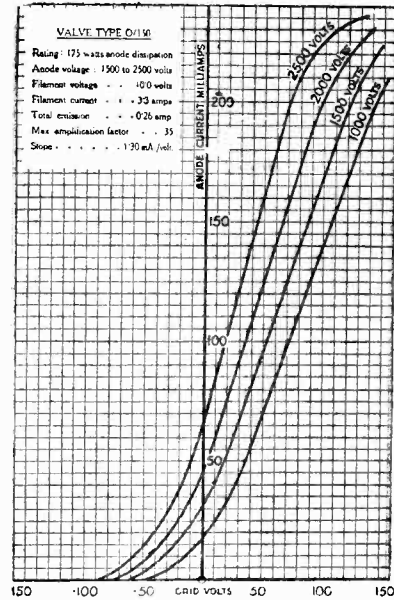 VALVE TYPE O/150
Rating : 175 watts anode dissipation
Anode voltage : 1500 to 2500 volts
Filament voltage - - 10·0 volts
Filament current - - 3·3 amps
Total emission - - - 0·26 amp
Max amplification factor - 35
Slope - - - - - 1·30 mA/volt.
ANODE CURRENT, MILLIAMPS
2500 VOLTS
2000 VOLTS
1500 VOLTS
1000 VOLTS
200
150
100
50
150
-100
-50
GRID VOLTS
50
100
150